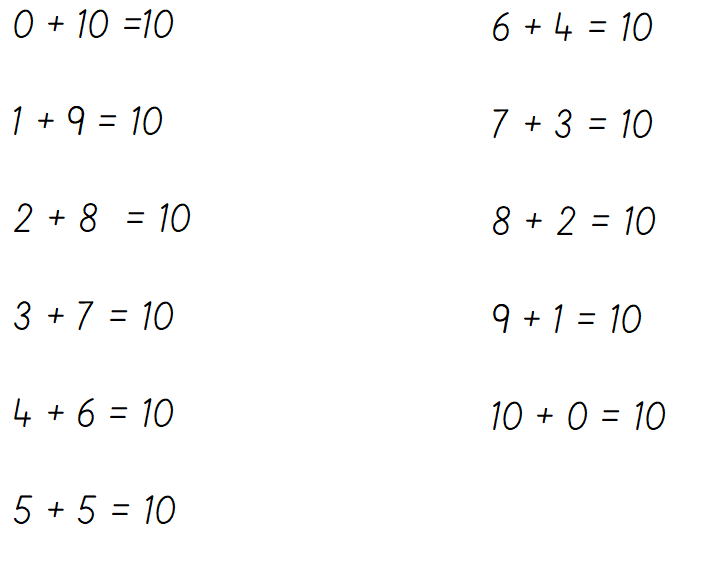 0 + 10 =10
1 + 9 = 10
2 + 8 = 10
3 + 7 = 10
4 + 6 = 10
5 + 5 = 10
6 + 4 = 10
7 + 3 = 10
8 + 2 = 10
9 + 1 = 10
10 + 0 = 10